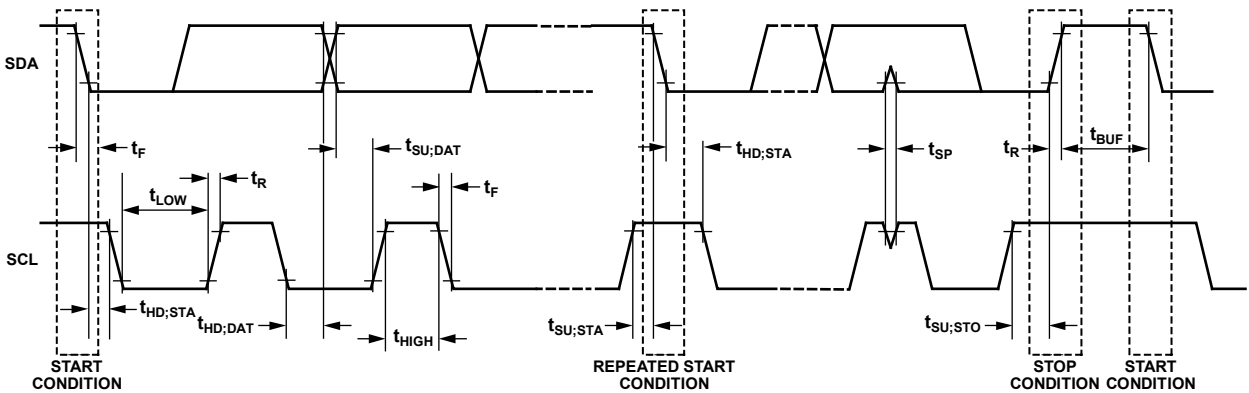 SDA
tF
tSU;DAT
tHD;STA
tSP
tR
tBUF
tLOW
tR
tF
SCL
tHD;STA
tHD;DAT
tHIGH
tSU;STA
tSU;STO
START
CONDITION
REPEATED START
CONDITION
STOP
CONDITION
START
CONDITION